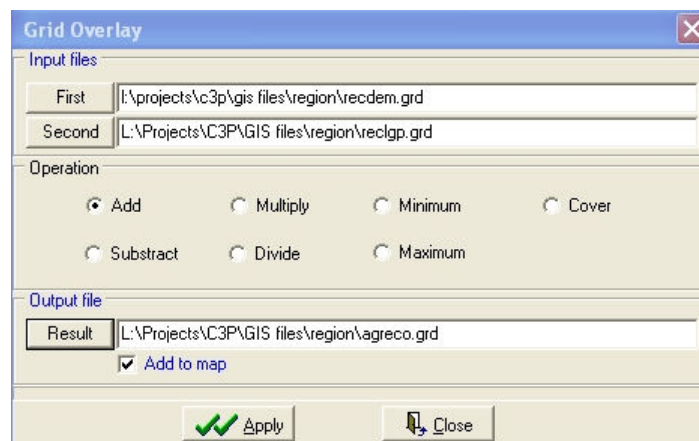 Grid Overlay
Input files
First l:\projects\c3p\gis files\region\recdem.grd
Second L:\Projects\C3P\GIS files\region\reclgp.grd
Operation
Add Multiply Minimum Cover
Substract Divide Maximum
Output file
Result L:\Projects\C3P\GIS files\region\agreco.grd
Add to map
Apply Close